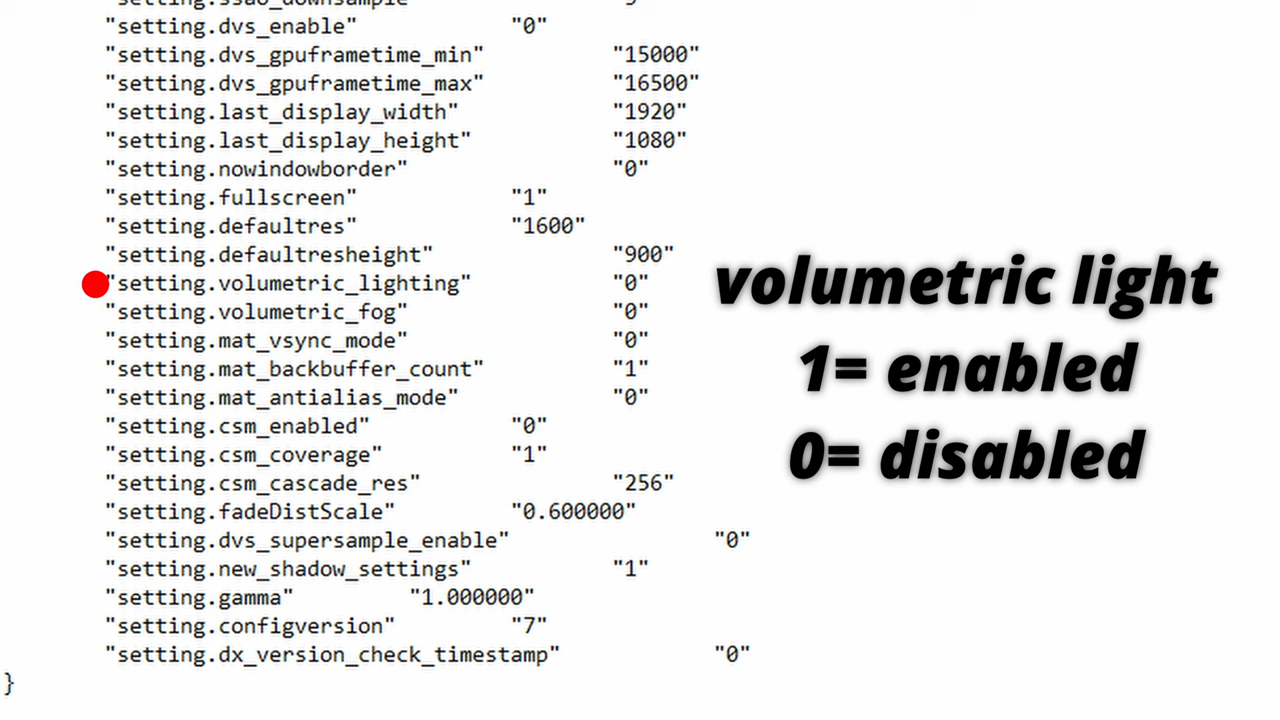 "setting.ssao_downsample"
"setting.dvs_enable" "0"
"setting.dvs_gpuframetime_min" "15000"
"setting.dvs_gpuframetime_max" "16500"
"setting.last_display_width" "1920"
"setting.last_display_height" "1080"
"setting.nowindowborder" "0"
"setting.fullscreen" "1"
"setting.defaultres" "1600"
"setting.defaultresheight" "900"
"setting.volumetric_lighting" "0"
"setting.volumetric_fog" "0"
"setting.mat_vsync_mode" "0"
"setting.mat_backbuffer_count" "1"
"setting.mat_antialias_mode" "0"
"setting.csm_enabled" "0"
"setting.csm_coverage" "1"
"setting.csm_cascade_res" "256"
"setting.fadeDistScale" "0.600000"
"setting.dvs_supersample_enable" "0"
"setting.new_shadow_settings" "1"
"setting.gamma" "1.000000"
"setting.configversion" "7"
"setting.dx_version_check_timestamp" "0"
}
volumetric light
1= enabled
0= disabled